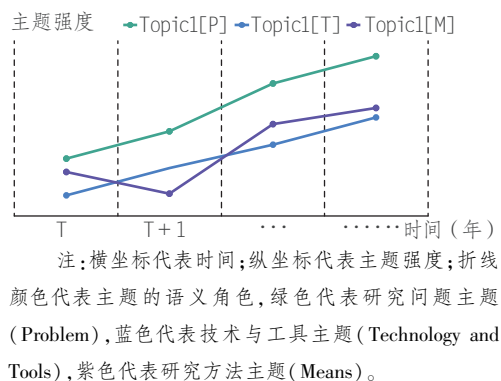 主题强度 Topic1[P] Topic1[T] Topic1[M]
T T+1 ··· ······ 时间(年)
注:横坐标代表时间;纵坐标代表主题强度;折线
颜色代表主题的语义角色,绿色代表研究问题主题
(Problem),蓝色代表技术与工具主题(Technology and
Tools),紫色代表研究方法主题(Means)。